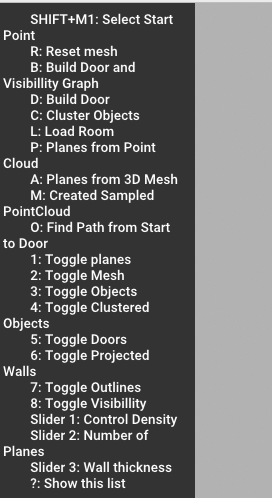 SHIFT+M1: Select Start
Point
R: Reset mesh
B: Build Door and
Visibillity Graph
D: Build Door
C: Cluster Objects
L: Load Room
P: Planes from Point
Cloud
A: Planes from 3D Mesh
M: Created Sampled
PointCloud
O: Find Path from Start
to Door
1: Toggle planes
2: Toggle Mesh
3: Toggle Objects
4: Toggle Clustered
Objects
5: Toggle Doors
6: Toggle Projected
Walls
7: Toggle Outlines
8: Toggle Visibillity
Slider 1: Control Density
Slider 2: Number of
Planes
Slider 3: Wall thickness
?: Show this list